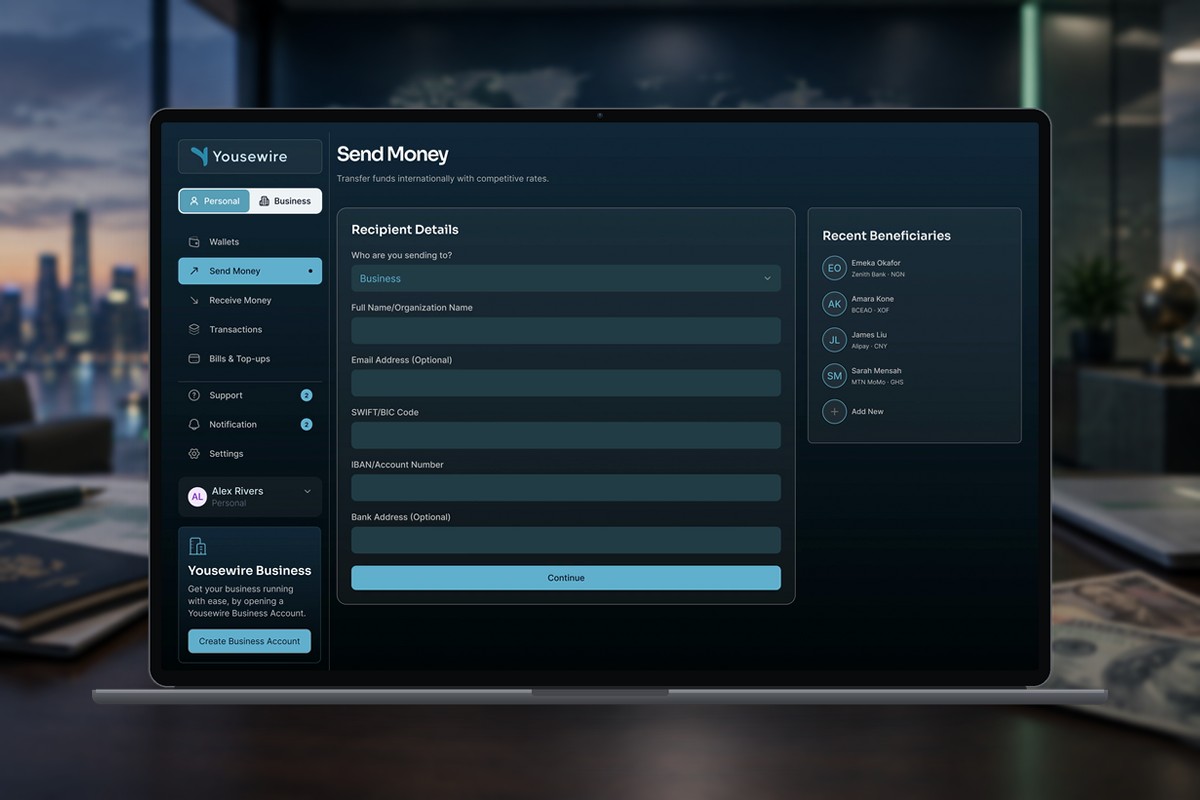 Yousewire
Personal
Business
Wallets
Send Money
Receive Money
Transactions
Bills & Top-ups
Support
2
Notification
2
Settings
AL
Alex Rivers
Personal
Yousewire Business
Get your business running
with ease, by opening a
Yousewire Business Account.
Create Business Account
Send Money
Transfer funds internationally with competitive rates.
Recipient Details
Who are you sending to?
Business
Full Name/Organization Name
Email Address (Optional)
SWIFT/BIC Code
IBAN/Account Number
Bank Address (Optional)
Continue
Recent Beneficiaries
EO
Emeka Okafor
Zenith Bank · NGN
AK
Amara Kone
BCEAO · XOF
JL
James Liu
Alipay · CNY
SM
Sarah Mensah
MTN MoMo · GHS
Add New